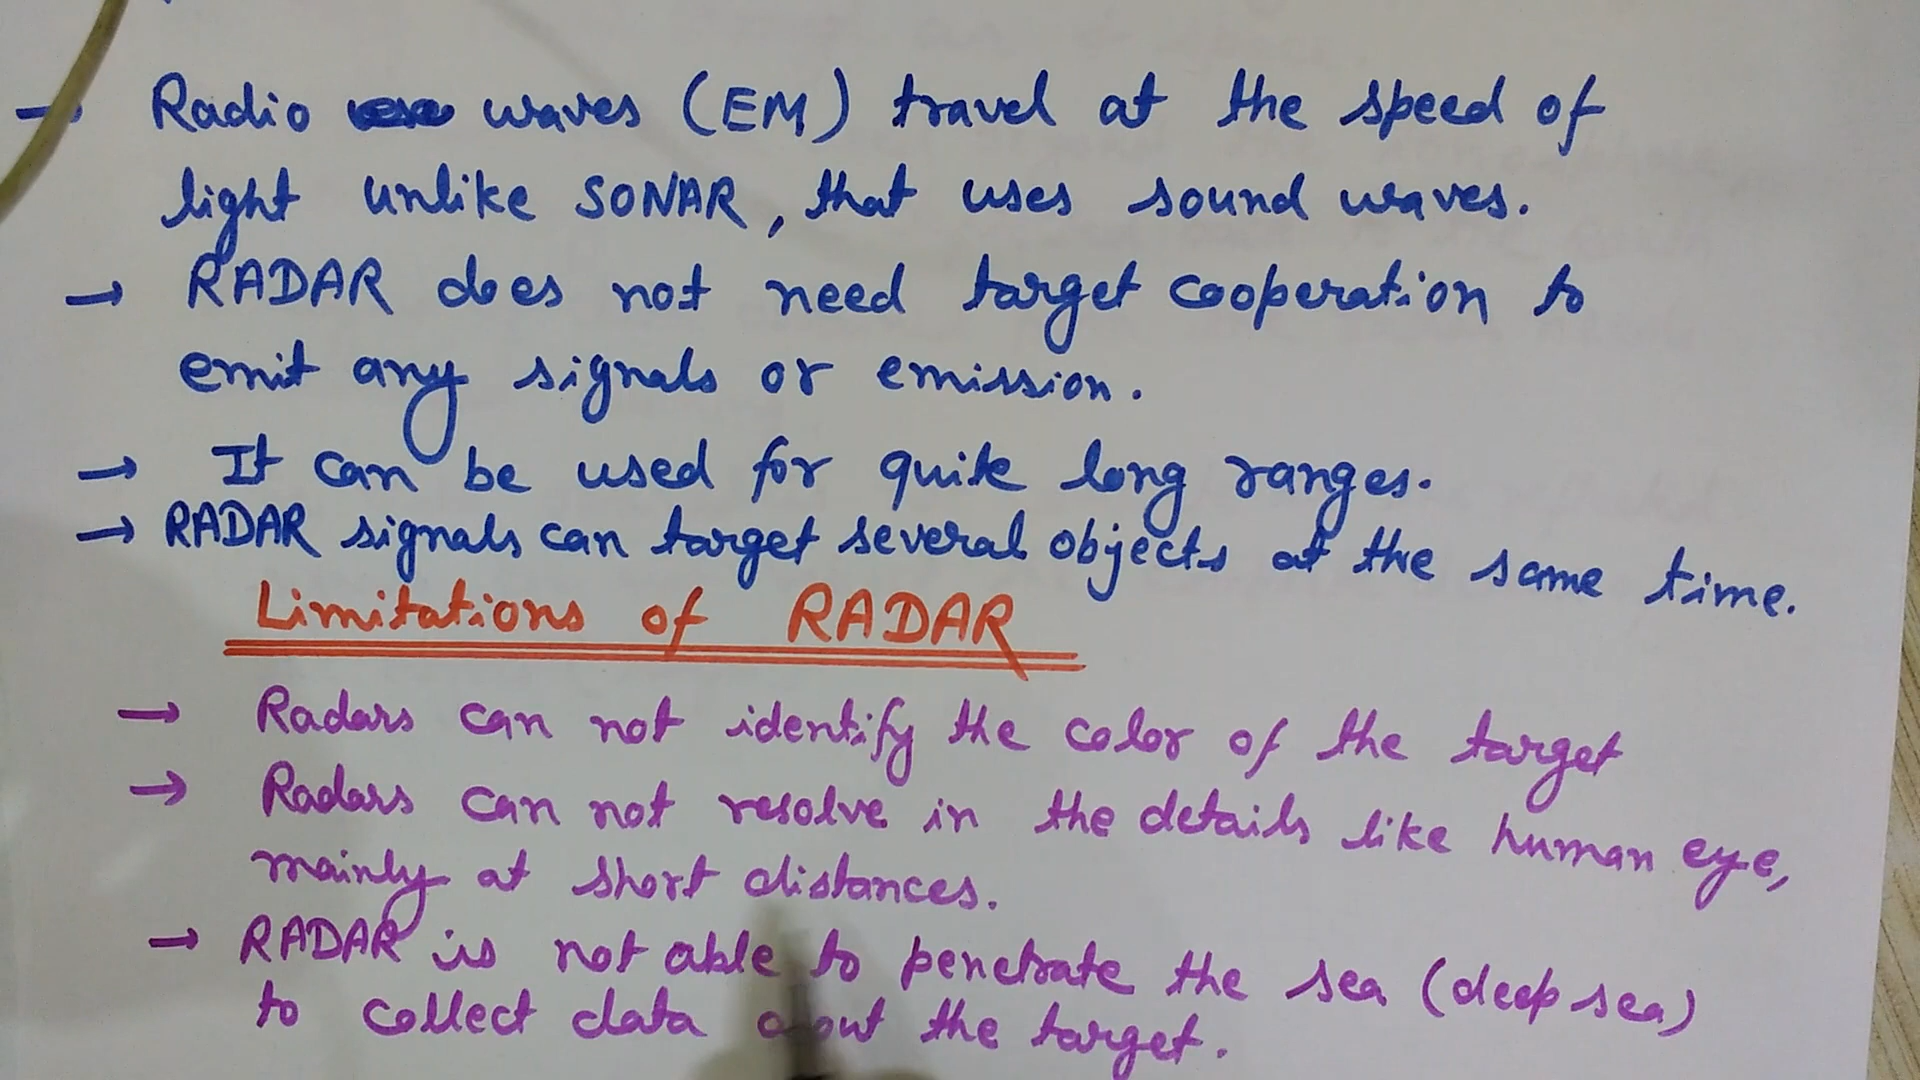 → Radio waves (EM) travel at the speed of
light unlike SONAR, that uses sound waves.
→ RADAR does not need target cooperation to
emit any signals or emission.
→ It can be used for quite long ranges.
→ RADAR signals can target several objects at the same time.
Limitations of RADAR
→ Radars can not identify the color of the target
→ Radars can not resolve in the details like human eye,
mainly at short distances.
→ RADAR is not able to penetrate the sea (deep sea)
to collect data about the target.